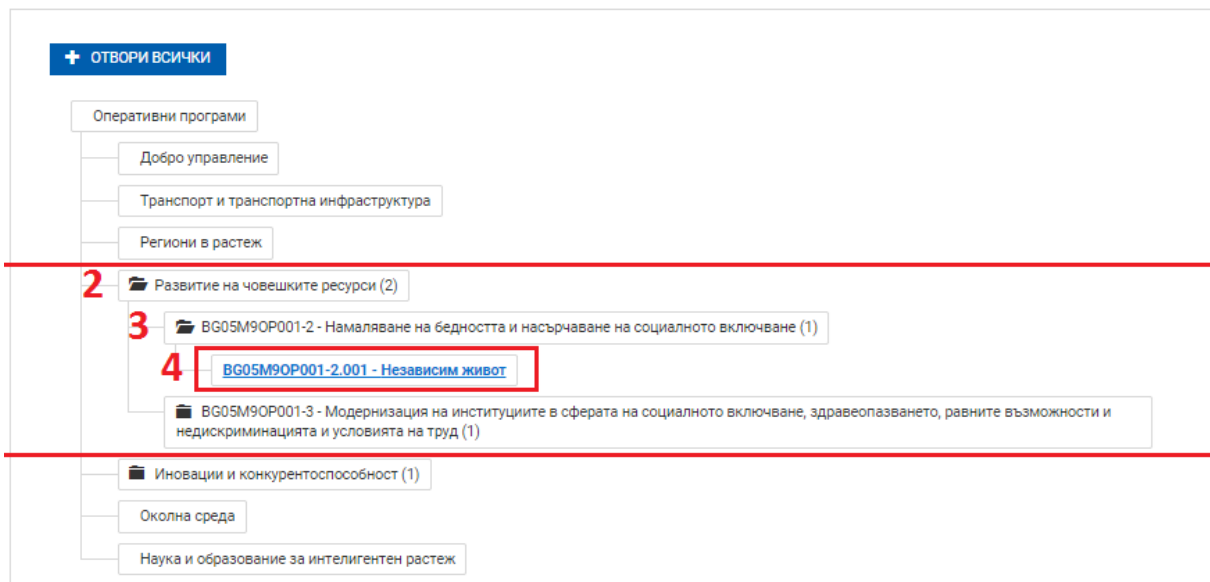 + ОТВОРИ ВСИЧКИ
Оперативни програми
Добро управление
Транспорт и транспортна инфраструктура
Региони в растеж
2 Развитие на човешките ресурси (2)
3 BG05M9OP001-2 - Намаляване на бедността и насърчаване на социалното включване (1)
4 BG05M9OP001-2.001 - Независим живот
BG05M9OP001-3 - Модернизация на институциите в сферата на социалното включване, здравеопазването, равните възможности и
недискриминацията и условията на труд (1)
Иновации и конкурентоспособност (1)
Околна среда
Наука и образование за интелигентен растеж